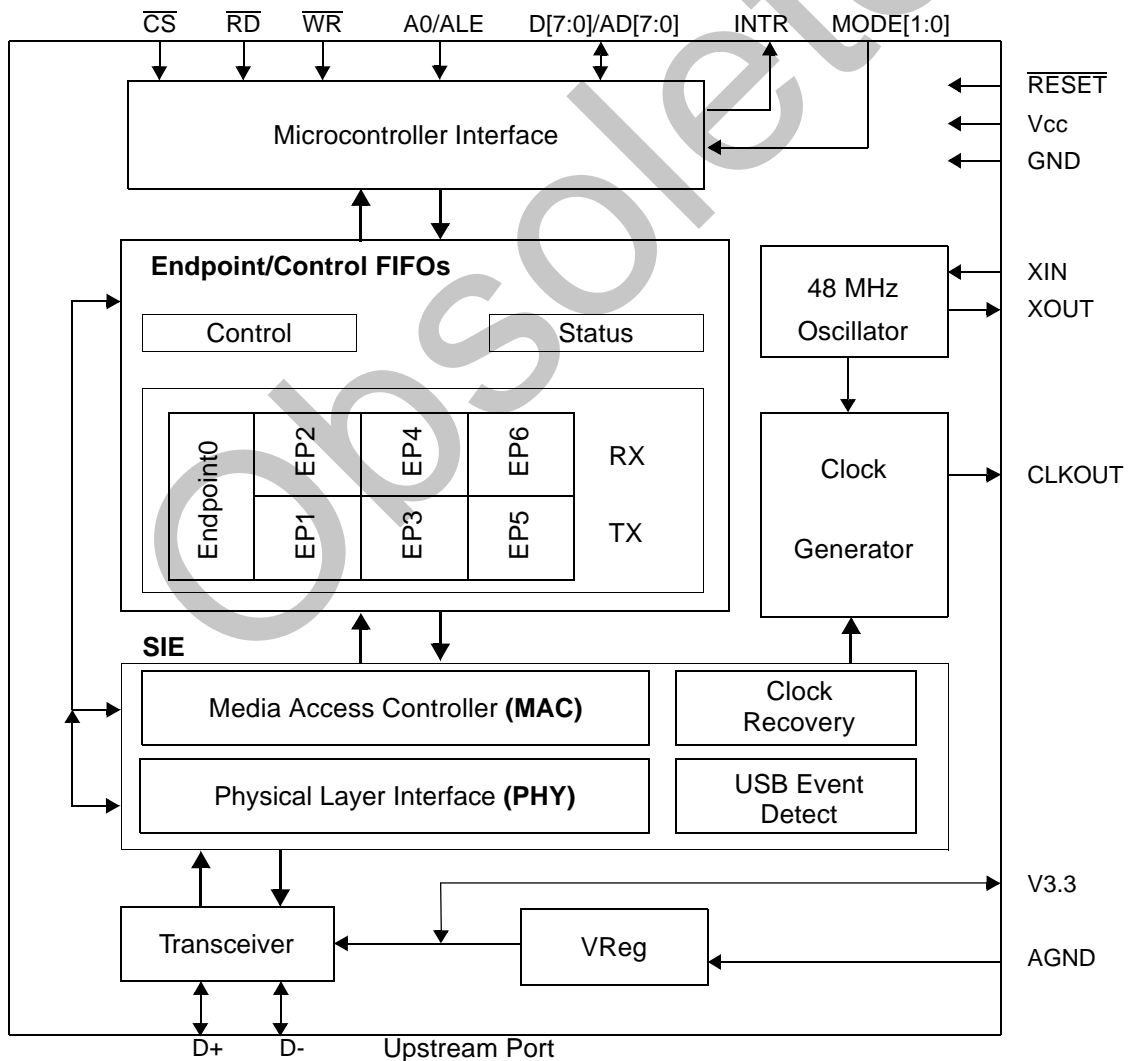 CS RD WR A0/ALE D[7:0]/AD[7:0] INTR MODE[1:0]
RESET
Vcc
GND
Microcontroller Interface
Endpoint/Control FIFOs
Control
Status
48 MHz
Oscillator
XIN
XOUT
Endpoint0
EP2
EP4
EP6
RX
EP1
EP3
EP5
TX
Clock
Generator
CLKOUT
SIE
Media Access Controller (MAC)
Clock
Recovery
Physical Layer Interface (PHY)
USB Event
Detect
V3.3
Transceiver
VReg
AGND
D+ D- Upstream Port
Obsolete